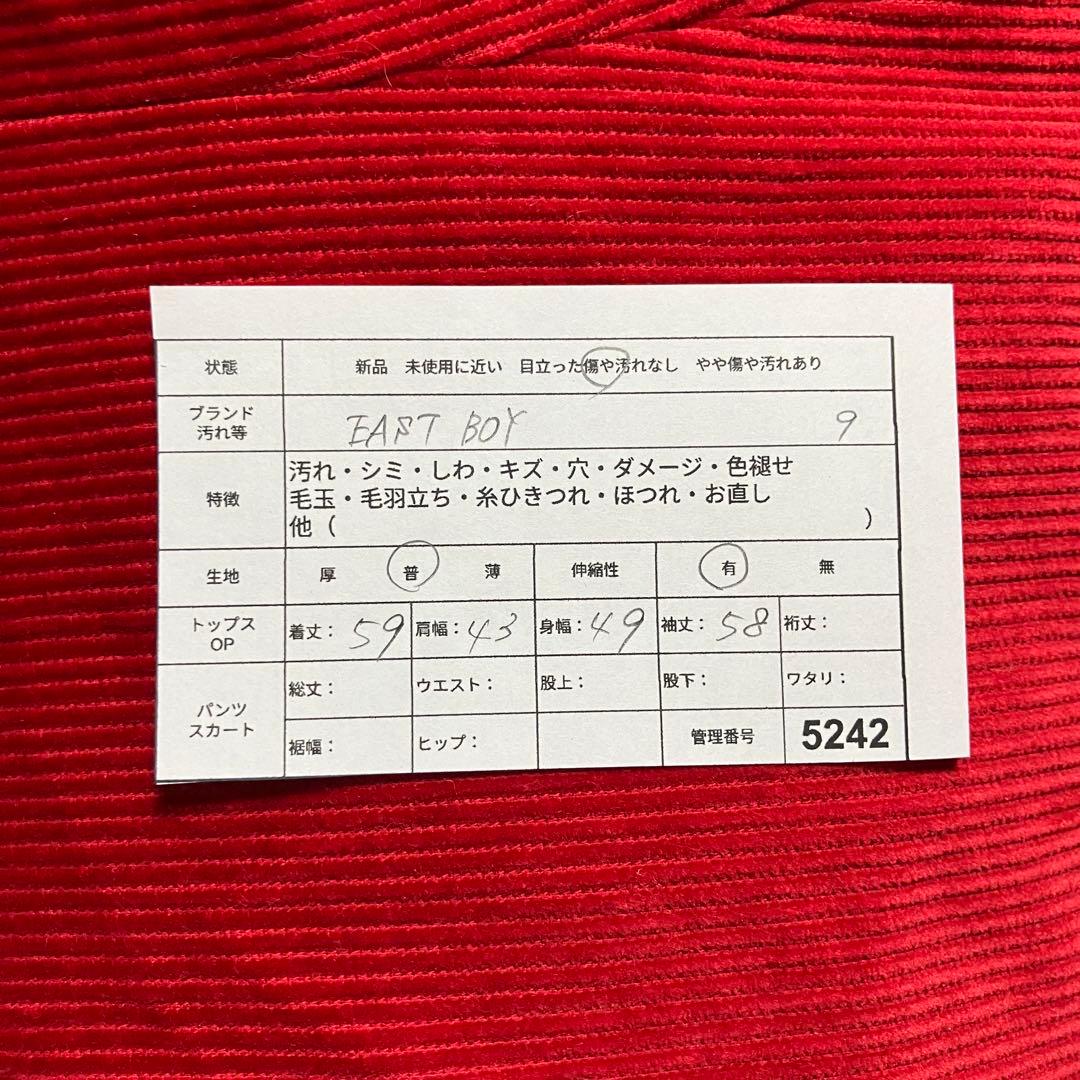 状態 新品 未使用に近い 目立った傷や汚れなし やや傷や汚れあり
ブランド
汚れ等 EAST BOY 9
特徴 汚れ・シミ・しわ・キズ・穴・ダメージ・色褪せ
毛玉・毛羽立ち・糸ひきつれ・ほつれ・お直し
他（ ）
生地 厚 普 薄 伸縮性 有 無
トップス
OP 着丈：59 肩幅：43 身幅：49 袖丈：58 裄丈：
パンツ
スカート 総丈： ウエスト： 股上： 股下： ワタリ：
裾幅： ヒップ： 管理番号 5242